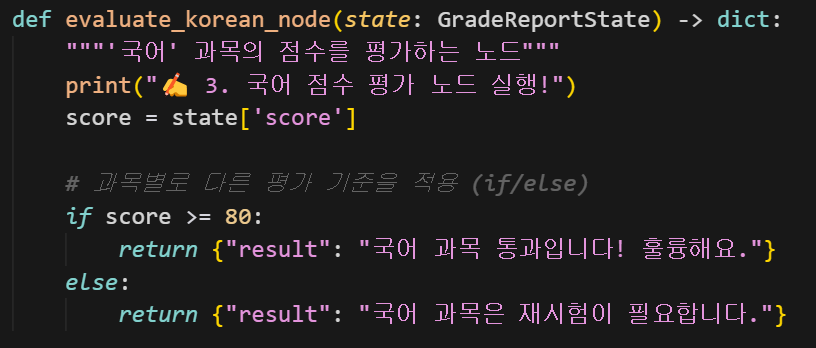 def evaluate_korean_node(state: GradeReportState) -> dict:
    """'국어' 과목의 점수를 평가하는 노드"""
    print("✍️ 3. 국어 점수 평가 노드 실행!")
    score = state['score']

    # 과목별로 다른 평가 기준을 적용 (if/else)
    if score >= 80:
        return {"result": "국어 과목 통과입니다! 훌륭해요."}
    else:
        return {"result": "국어 과목은 재시험이 필요합니다."}